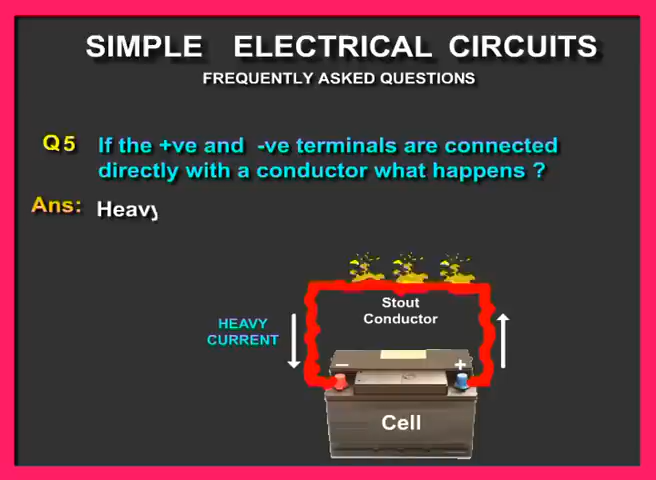 SIMPLE ELECTRICAL CIRCUITS
FREQUENTLY ASKED QUESTIONS
Q5 If the +ve and -ve terminals are connected
directly with a conductor what happens ?
Ans: Heavy
Stout
Conductor
HEAVY
CURRENT
– +
Cell